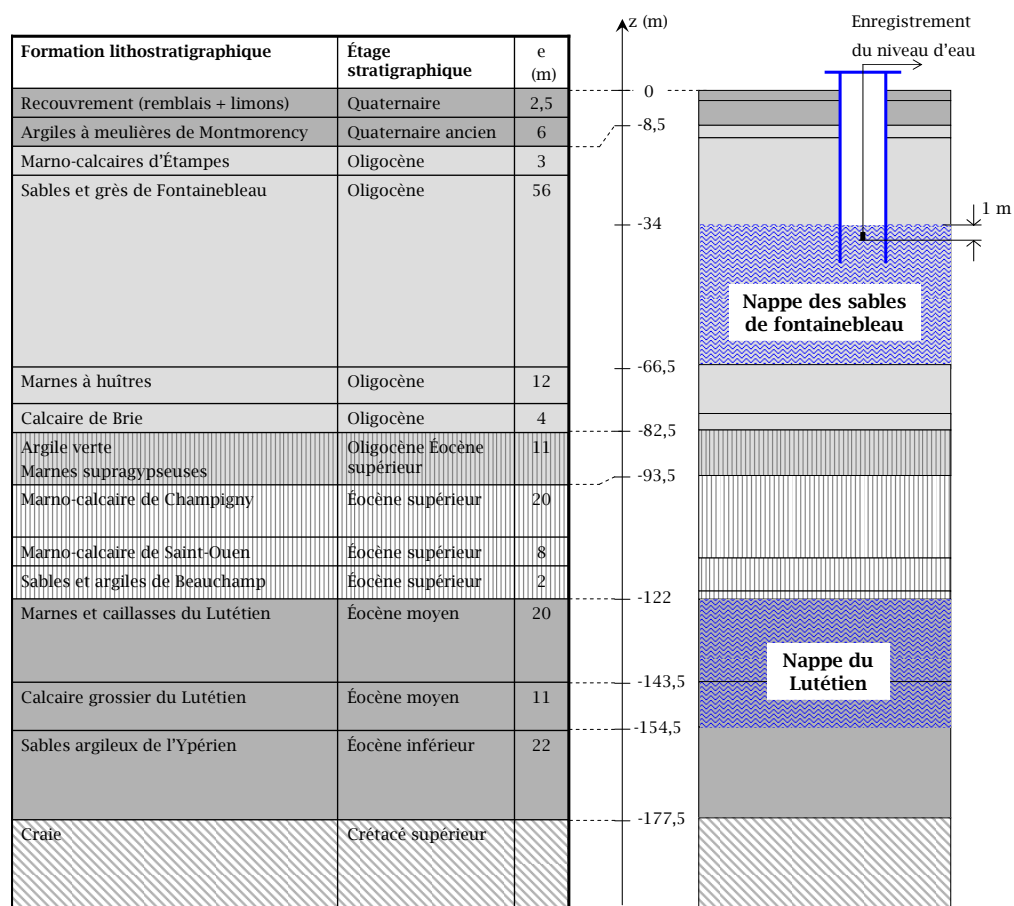 Formation lithostratigraphique Étage stratigraphique e (m)
Recouvrement (remblais + limons) Quaternaire 2,5
Argiles à meulières de Montmorency Quaternaire ancien 6
Marno-calcaires d'Étampes Oligocène 3
Sables et grès de Fontainebleau Oligocène 56
Marnes à huîtres Oligocène 12
Calcaire de Brie Oligocène 4
Argile verte Oligocène Éocène 11
Marnes supragypseuses supérieur
Marno-calcaire de Champigny Éocène supérieur 20
Marno-calcaire de Saint-Ouen Éocène supérieur 8
Sables et argiles de Beauchamp Éocène supérieur 2
Marnes et caillasses du Lutétien Éocène moyen 20
Calcaire grossier du Lutétien Éocène moyen 11
Sables argileux de l'Ypérien Éocène inférieur 22
Craie Crétacé supérieur
z (m)
0
-8,5
-34
-66,5
-82,5
-93,5
-122
-143,5
-154,5
-177,5
Enregistrement
du niveau d'eau
1 m
Nappe des sables
de fontainebleau
Nappe du
Lutétien